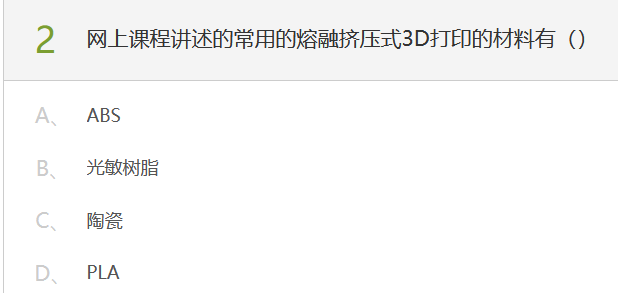 2 网上课程讲述的常用的熔融挤压式3D打印的材料有（）
A、 ABS
B、 光敏树脂
C、 陶瓷
D、 PLA